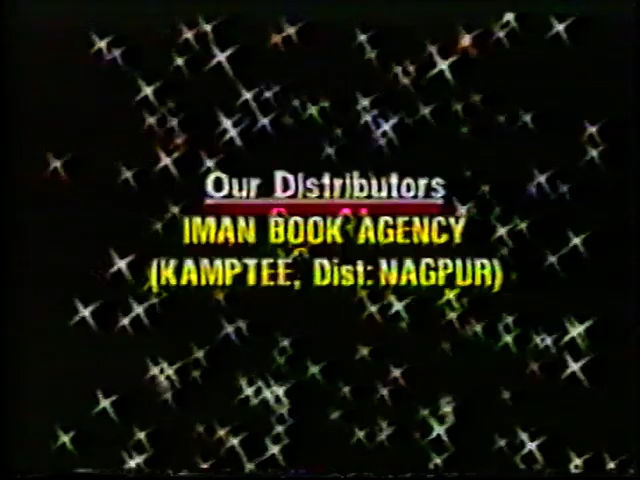 Our Distributors
IMAN BOOK AGENCY
(KAMPTEE, Dist: NAGPUR)